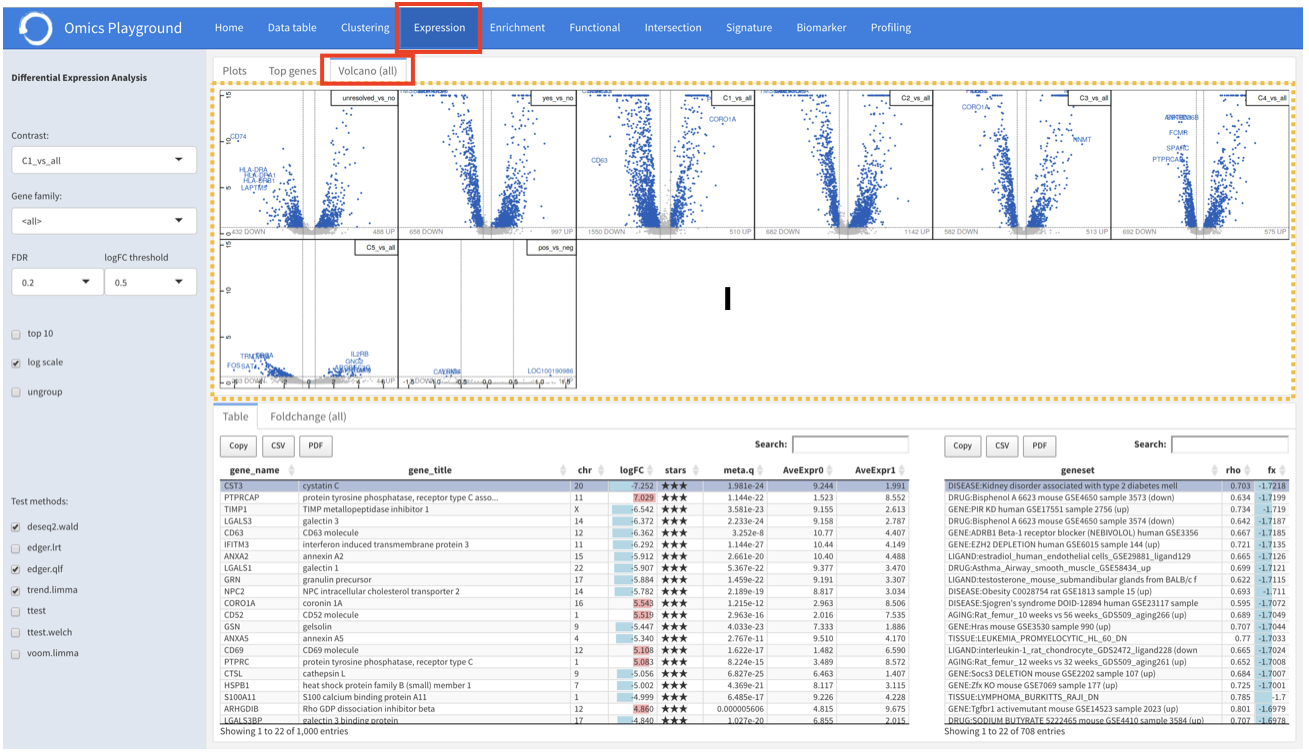 Omics Playground Home Data table Clustering Expression Enrichment Functional Intersection Signature Biomarker Profiling
Differential Expression Analysis
Contrast:
C1_vs_all
Gene family:
<all>
FDR logFC threshold
0.2 0.5
top 10
log scale
ungroup
Test methods:
deseq2.wald
edger.lrt
edger.qlf
trend.limma
ttest
ttest.welch
voom.limma
Plots Top genes Volcano (all)
unresolved_vs_no yes_vs_no C1_vs_all C2_vs_all C3_vs_all C4_vs_all
15
10
5
0
CD74
HLA-DRA
LAPTM5
432 DOWN 488 UP
656 DOWN 997 UP
CORO1A
CD63
1550 DOWN 510 UP
682 DOWN 1142 UP
CORO1A
NNMT
582 DOWN 513 UP
FCMR
SPARC
PTPRCAP
692 DOWN 575 UP
C5_vs_all pos_vs_neg
15
10
5
0
IL2RB
GNG2
LOC100190986
Table Foldchange (all)
Copy CSV PDF Search:
gene_name gene_title chr logFC stars meta.q AveExpr0 AveExpr1
CST3 cystatin C 20 -7.252 ★★★ 1.981e-24 9.244 1.991
PTPRCAP protein tyrosine phosphatase, receptor type C asso... 11 7.029 ★★★ 1.144e-22 1.523 8.552
TIMP1 TIMP metallopeptidase inhibitor 1 X -6.542 ★★★ 3.581e-23 9.155 2.613
LGALS3 galectin 3 14 -6.372 ★★★ 2.233e-24 9.158 2.787
CD63 CD63 molecule 12 -6.362 ★★★ 3.252e-8 10.77 4.407
IFITM3 interferon induced transmembrane protein 3 11 -6.292 ★★★ 1.144e-27 10.44 4.149
ANXA2 annexin A2 15 -5.912 ★★★ 2.661e-20 10.40 4.488
LGALS1 galectin 1 22 -5.907 ★★★ 5.367e-22 9.377 3.470
GRN granulin precursor 17 -5.884 ★★★ 1.459e-22 9.191 3.307
NPC2 NPC intracellular cholesterol transporter 2 14 -5.782 ★★★ 2.189e-19 8.817 3.034
CORO1A coronin 1A 16 5.543 ★★★ 1.215e-12 2.963 8.506
CD52 CD52 molecule 1 5.519 ★★★ 2.963e-16 2.016 7.535
GSN gelsolin 9 -5.447 ★★★ 4.033e-23 7.333 1.886
ANXA5 annexin A5 4 -5.340 ★★★ 2.767e-11 9.510 4.170
CD69 CD69 molecule 12 5.108 ★★★ 1.622e-17 1.482 6.590
PTPRC protein tyrosine phosphatase, receptor type C 1 5.083 ★★★ 8.224e-15 3.489 8.572
CTSL cathepsin L 9 -5.056 ★★★ 6.827e-25 6.463 1.407
HSPB1 heat shock protein family B (small) member 1 7 -5.002 ★★★ 4.369e-21 8.117 3.115
S100A11 S100 calcium binding protein A11 1 -4.999 ★★★ 6.485e-17 9.226 4.228
ARHGDIB Rho GDP dissociation inhibitor beta 12 4.860 ★★★ 0.000005606 4.815 9.675
LGALS3BP galectin 3 binding protein 17 -4.840 ★★★ 1.027e-20 6.855 2.015
Showing 1 to 22 of 1,000 entries
Copy CSV PDF Search:
geneset rho fx
DISEASE:Kidney disorder associated with type 2 diabetes mell 0.703 -1.7218
DRUG:Bisphenol A 6623 mouse GSE4650 sample 3573 (down) 0.634 -1.7199
GENE:PIR KD human GSE17551 sample 2756 (up) 0.734 -1.719
DRUG:Bisphenol A 6623 mouse GSE4650 sample 3574 (down) 0.642 -1.7187
GENE:ADRB1 Beta-1 receptor blocker (NEBIVOLOL) human GSE3356 0.667 -1.7185
GENE:EZH2 DEPLETION human GSE6015 sample 144 (up) 0.721 -1.7135
LIGAND:estradiol_human_endothelial cells_GSE29881_ligand129 0.665 -1.7126
DRUG:Asthma_Airway_smooth_muscle_GSE58434_up 0.699 -1.7121
LIGAND:testosterone_mouse_submandibular glands from BALB/c f 0.622 -1.7115
DISEASE:Obesity C0028754 rat GSE1813 sample 15 (up) 0.693 -1.711
DISEASE:Sjogren's syndrome DOID-12894 human GSE23117 sample 0.595 -1.7072
AGING:Rat_femur_10 weeks vs 56 weeks_GDS509_aging266 (up) 0.689 -1.7049
GENE:Hras mouse GSE3530 sample 990 (up) 0.707 -1.7044
TISSUE:LEUKEMIA_PROMYELOCYTIC_HL_60_DN 0.77 -1.7033
LIGAND:interleukin-1_rat_chondrocyte_GDS2472_ligand228 (down 0.665 -1.7024
AGING:Rat_femur_12 weeks vs 32 weeks_GDS509_aging261 (up) 0.652 -1.7008
GENE:Socs3 DELETION mouse GSE2202 sample 107 (up) 0.684 -1.7007
GENE:Zfx KO mouse GSE7069 sample 177 (up) 0.725 -1.7001
TISSUE:LYMPHOMA_BURKITTS_RAJI_DN 0.785 -1.7
GENE:Tgfbr1 activemutant mouse GSE14523 sample 2023 (up) 0.801 -1.6979
DRUG:SODIUM BUTYRATE 5222465 mouse GSE4410 sample 3584 (up) 0.707 -1.6978
Showing 1 to 22 of 708 entries